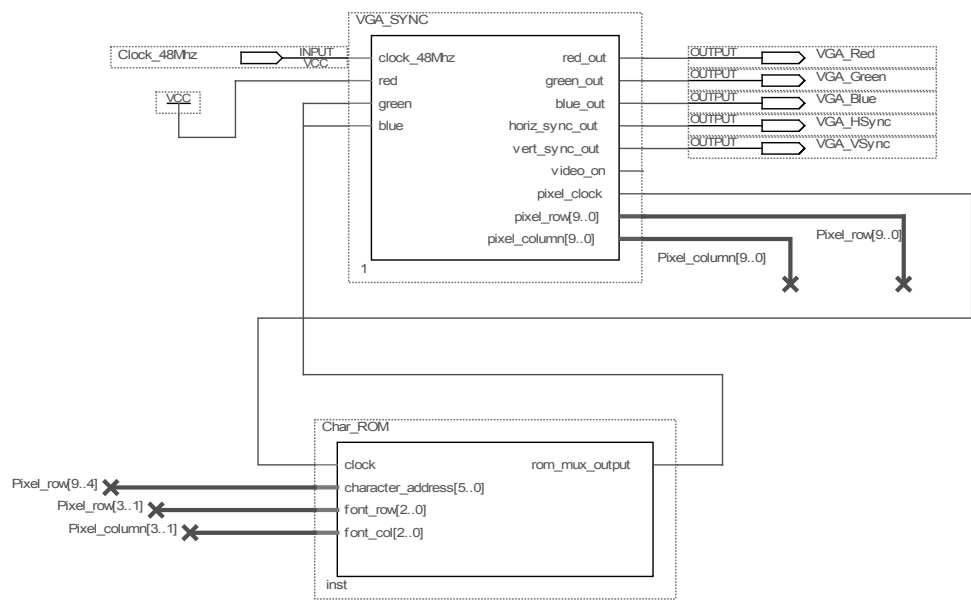 VGA_SYNC
Clock_48Mhz INPUT VCC clock_48Mhz red_out OUTPUT VGA_Red
red green_out OUTPUT VGA_Green
VCC green blue_out OUTPUT VGA_Blue
blue horiz_sync_out OUTPUT VGA_HSync
vert_sync_out OUTPUT VGA_VSync
video_on
pixel_clock
pixel_row[9..0]
pixel_column[9..0] Pixel_row[9..0]
Pixel_column[9..0]
1
Char_ROM
clock rom_mux_output
Pixel_row[9..4] character_address[5..0]
Pixel_row[3..1] font_row[2..0]
Pixel_column[3..1] font_col[2..0]
inst